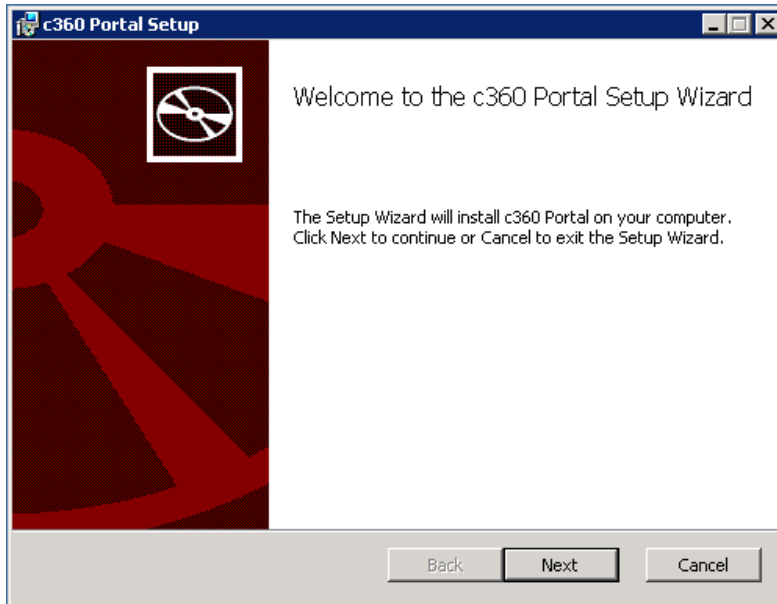 c360 Portal Setup
Welcome to the c360 Portal Setup Wizard
The Setup Wizard will install c360 Portal on your computer.
Click Next to continue or Cancel to exit the Setup Wizard.
Back Next Cancel